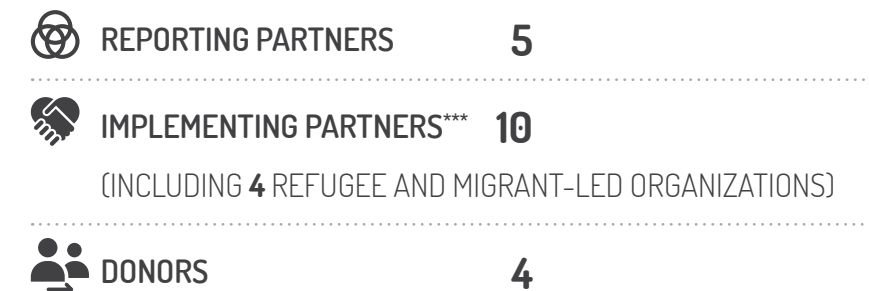 REPORTING PARTNERS 5
IMPLEMENTING PARTNERS*** 10
(INCLUDING 4 REFUGEE AND MIGRANT-LED ORGANIZATIONS)
DONORS 4